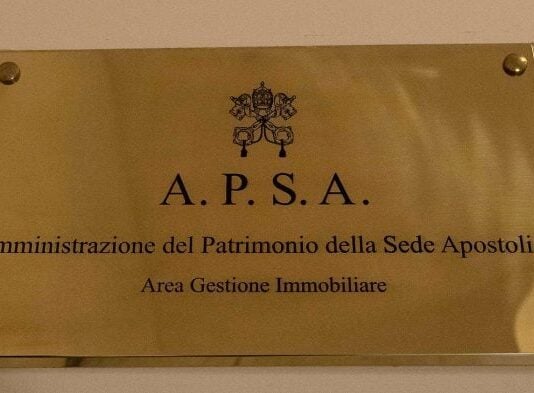 A. P. S. A.
mministrazione del Patrimonio della Sede Apostoli
Area Gestione Immobiliare